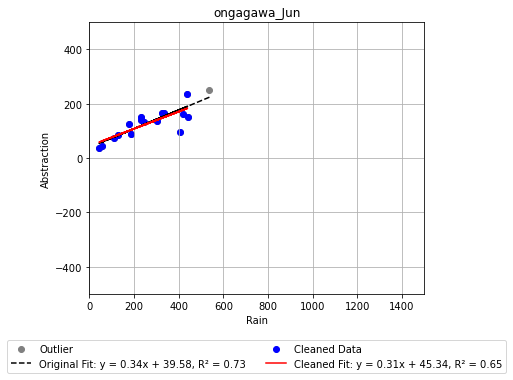 ongagawa_Jun
400
200
0
−200
−400
Abstraction
0 200 400 600 800 1000 1200 1400
Rain
Outlier Cleaned Data
Original Fit: y = 0.34x + 39.58, R² = 0.73 Cleaned Fit: y = 0.31x + 45.34, R² = 0.65